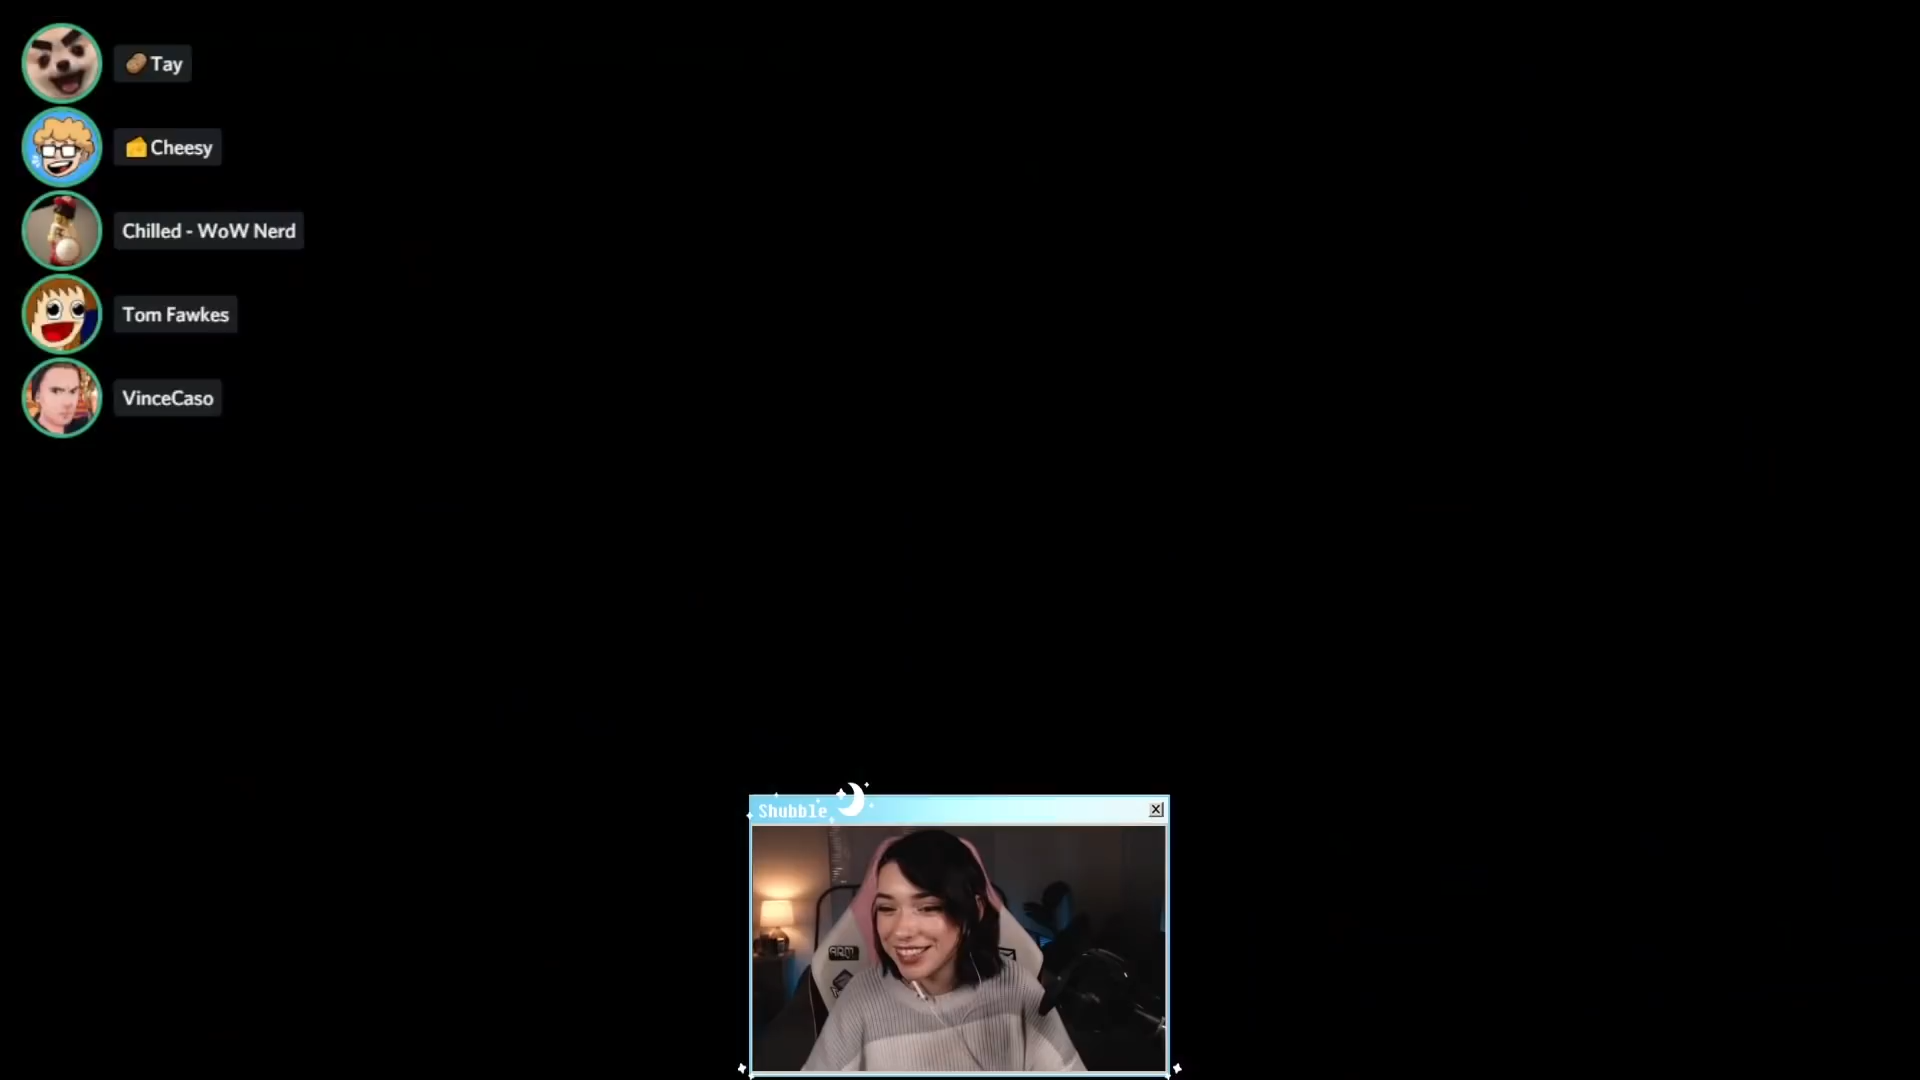 🥔Tay
🧀Cheesy
Chilled - WoW Nerd
Tom Fawkes
VinceCaso
Shubble